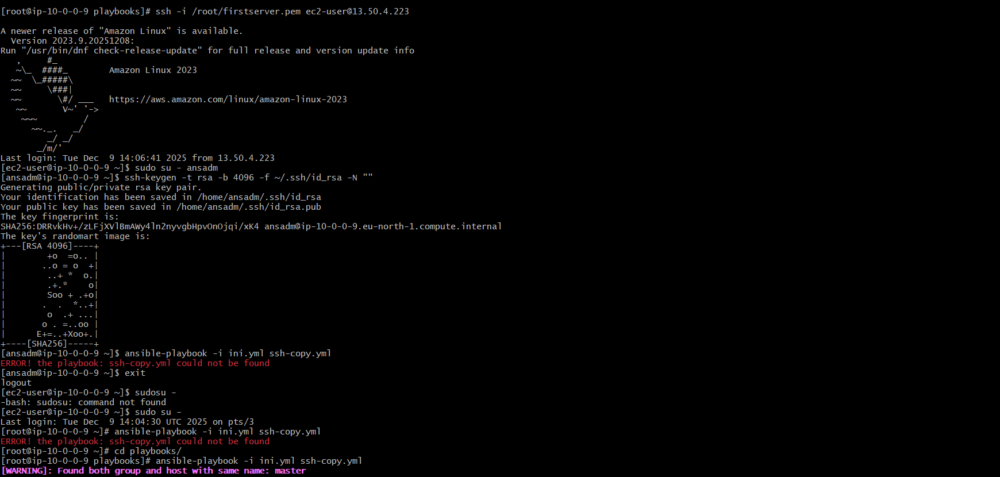 [root@ip-10-0-0-9 playbooks]# ssh -i /root/firstserver.pem ec2-user@13.50.4.223

A newer release of "Amazon Linux" is available.
  Version 2023.9.20251208:
Run "/usr/bin/dnf check-release-update" for full release and version update info
   ,     #_
   ~\_  ####_        Amazon Linux 2023
  ~~  \_#####\
  ~~     \###|
  ~~       \#/ ___   https://aws.amazon.com/linux/amazon-linux-2023
   ~~       V~' '->
    ~~~         /
      ~~._.   _/
         _/ _/
       _/m/'
Last login: Tue Dec  9 14:06:41 2025 from 13.50.4.223
[ec2-user@ip-10-0-0-9 ~]$ sudo su - ansadm
[ansadm@ip-10-0-0-9 ~]$ ssh-keygen -t rsa -b 4096 -f ~/.ssh/id_rsa -N ""
Generating public/private rsa key pair.
Your identification has been saved in /home/ansadm/.ssh/id_rsa
Your public key has been saved in /home/ansadm/.ssh/id_rsa.pub
The key fingerprint is:
SHA256:DRRvkHv+/zLFjXVlBmAWy4ln2nyvgbHpvOnOjqi/xK4 ansadm@ip-10-0-0-9.eu-north-1.compute.internal
The key's randomart image is:
+---[RSA 4096]----+
|        +o  =o.. |
|       ..o = o  +|
|        ..+ *  o.|
|        .+.*    o|
|        Soo + .+o|
|       .  .  *..+|
|        o  .+ ...|
|       o . =..oo |
|      E+=..+Xoo+.|
+----[SHA256]-----+
[ansadm@ip-10-0-0-9 ~]$ ansible-playbook -i ini.yml ssh-copy.yml
ERROR! the playbook: ssh-copy.yml could not be found
[ansadm@ip-10-0-0-9 ~]$ exit
logout
[ec2-user@ip-10-0-0-9 ~]$ sudosu -
-bash: sudosu: command not found
[ec2-user@ip-10-0-0-9 ~]$ sudo su -
Last login: Tue Dec  9 14:04:30 UTC 2025 on pts/3
[root@ip-10-0-0-9 ~]# ansible-playbook -i ini.yml ssh-copy.yml
ERROR! the playbook: ssh-copy.yml could not be found
[root@ip-10-0-0-9 ~]# cd playbooks/
[root@ip-10-0-0-9 playbooks]# ansible-playbook -i ini.yml ssh-copy.yml
[WARNING]: Found both group and host with same name: master